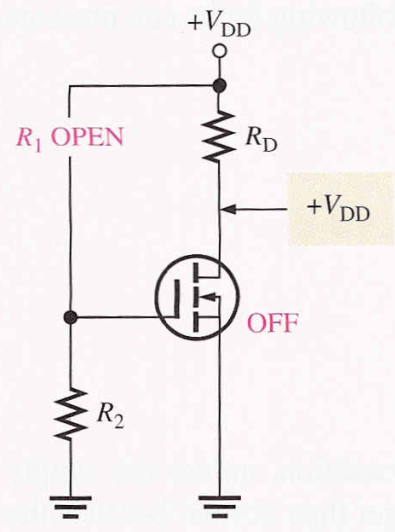 +VDD
R1 OPEN
RD
+VDD
OFF
R2